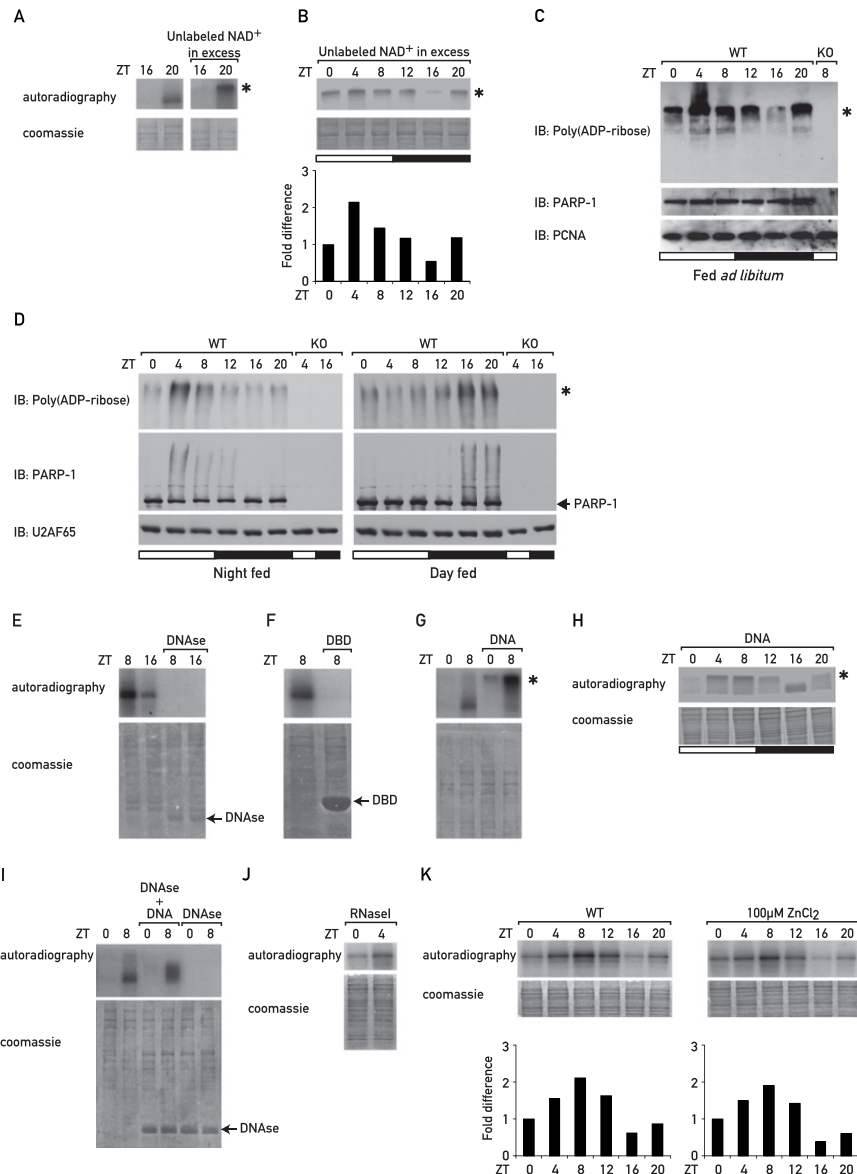 A
Unlabeled NAD+
in excess
ZT 16 20 16 20
autoradiography
*
coomassie
B
Unlabeled NAD+ in excess
ZT 0 4 8 12 16 20
*
3
2
1
0
Fold difference
ZT 0 4 8 12 16 20
C
WT KO
ZT 0 4 8 12 16 20 8
IB: Poly(ADP-ribose)
*
IB: PARP-1
IB: PCNA
Fed ad libitum
D
WT KO WT KO
ZT 0 4 8 12 16 20 4 16 0 4 8 12 16 20 4 16
IB: Poly(ADP-ribose)
*
IB: PARP-1
PARP-1
IB: U2AF65
Night fed Day fed
E
DNAse
ZT 8 16 8 16
autoradiography
coomassie
DNAse
F
DBD
ZT 8 8
DBD
G
DNA
ZT 0 8 0 8
*
H
DNA
ZT 0 4 8 12 16 20
autoradiography
*
coomassie
I
DNAse
+
DNA DNAse
ZT 0 8 0 8 0 8
autoradiography
coomassie
DNAse
J
RNaseI
ZT 0 4
autoradiography
coomassie
K
WT 100µM ZnCl2
ZT 0 4 8 12 16 20 ZT 0 4 8 12 16 20
autoradiography
coomassie
3 3
2 2
1 1
0 0
Fold difference
ZT 0 4 8 12 16 20 ZT 0 4 8 12 16 20